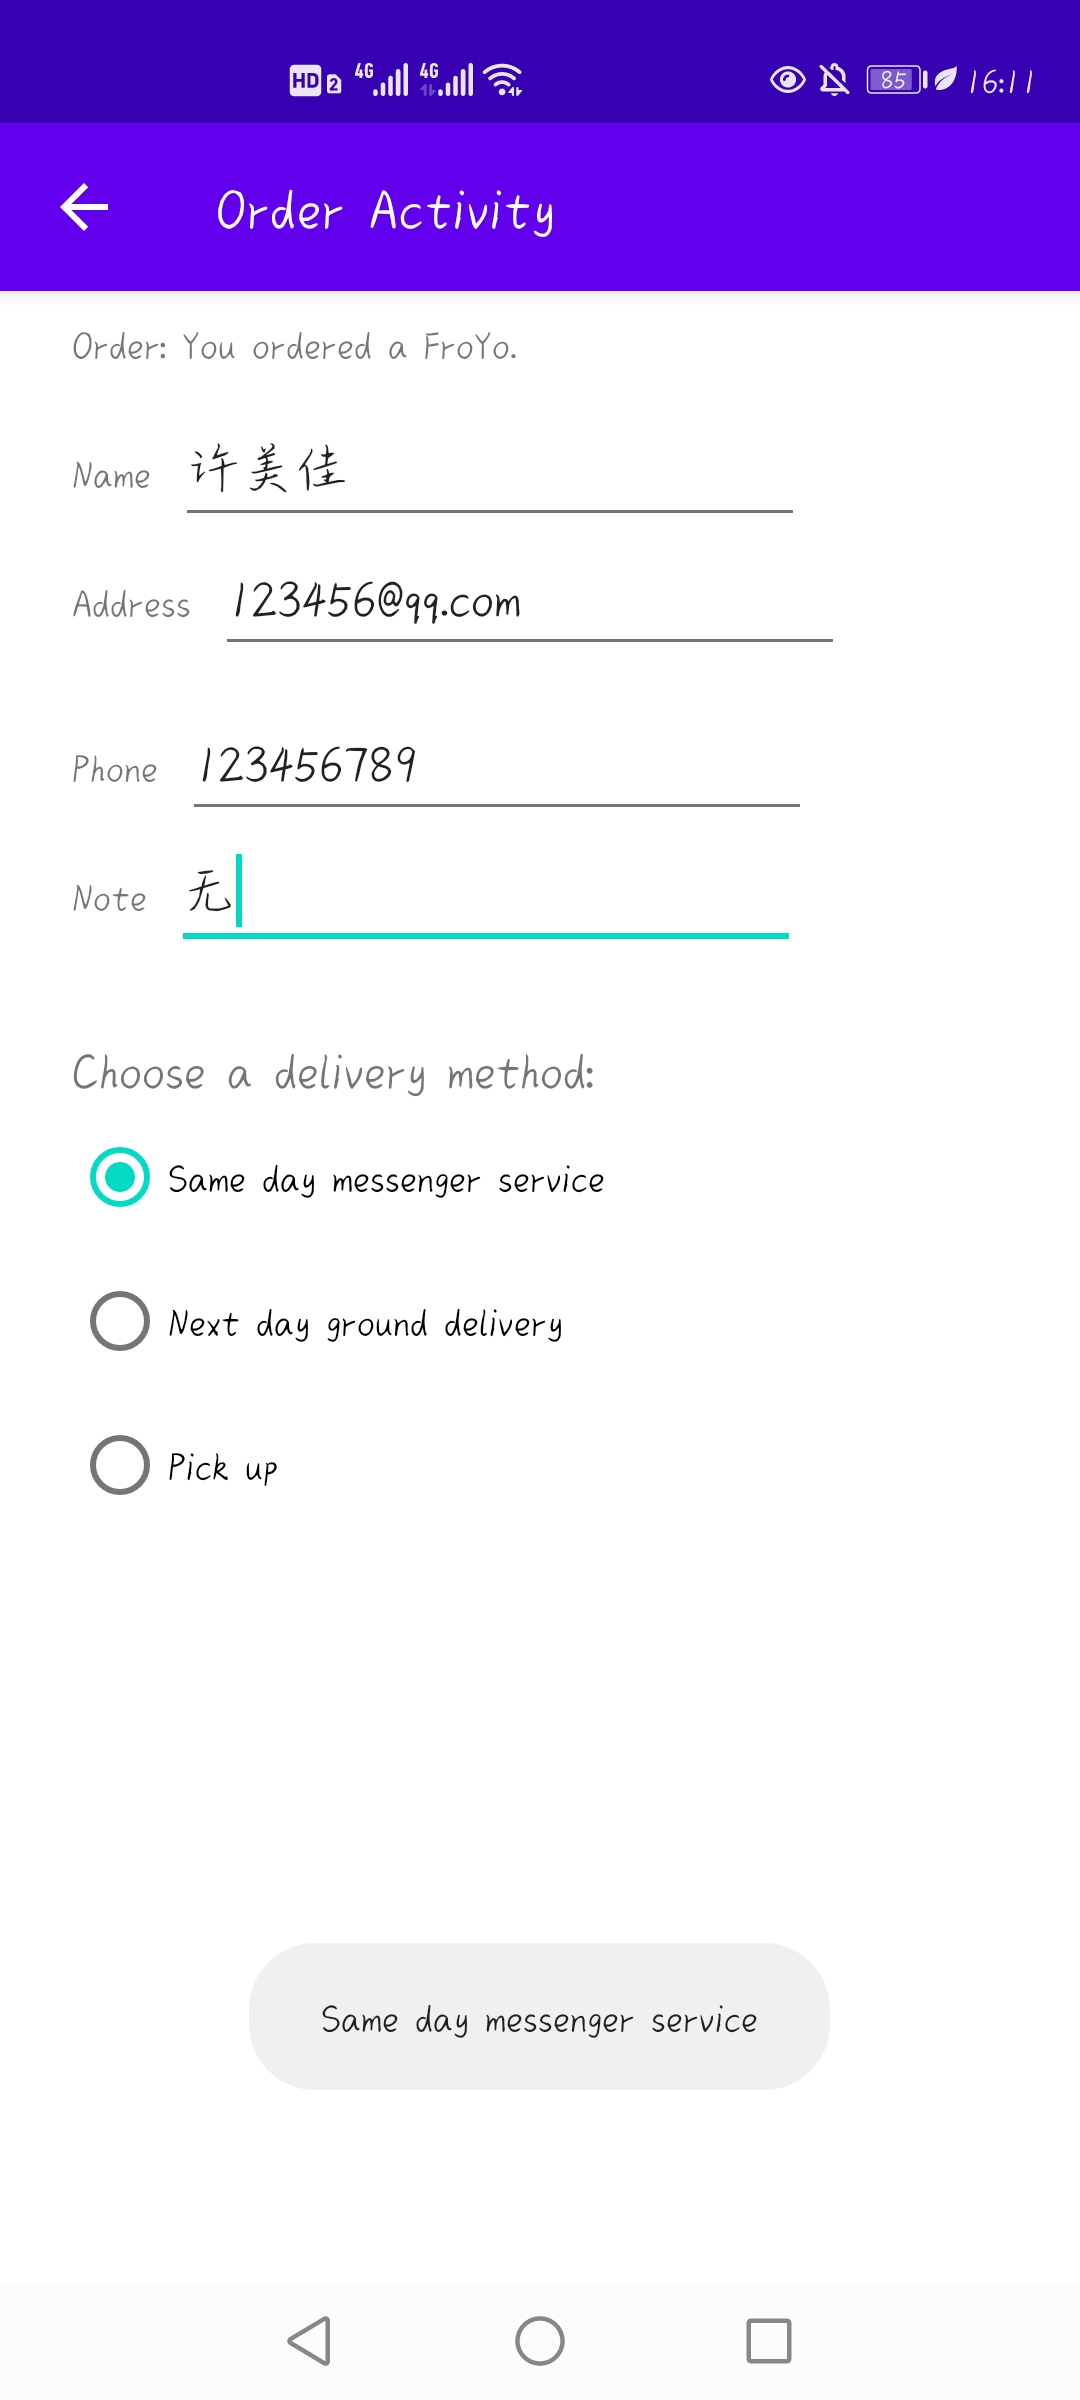 HD 2 4G 4G 85 16:11
Order Activity
Order: You ordered a FroYo.
Name 许美佳
Address 123456@qq.com
Phone 123456789
Note 无
Choose a delivery method:
Same day messenger service
Next day ground delivery
Pick up
Same day messenger service